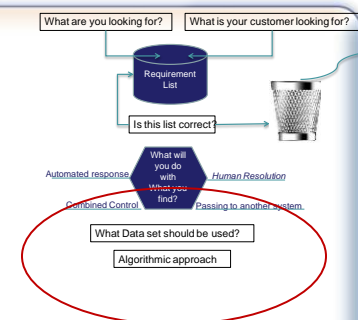 What are you looking for?
What is your customer looking for?
Requirement
List
Is this list correct?
What will
you do
with
What you
find?
Automated response
Human Resolution
Combined Control
Passing to another system
What Data set should be used?
Algorithmic approach